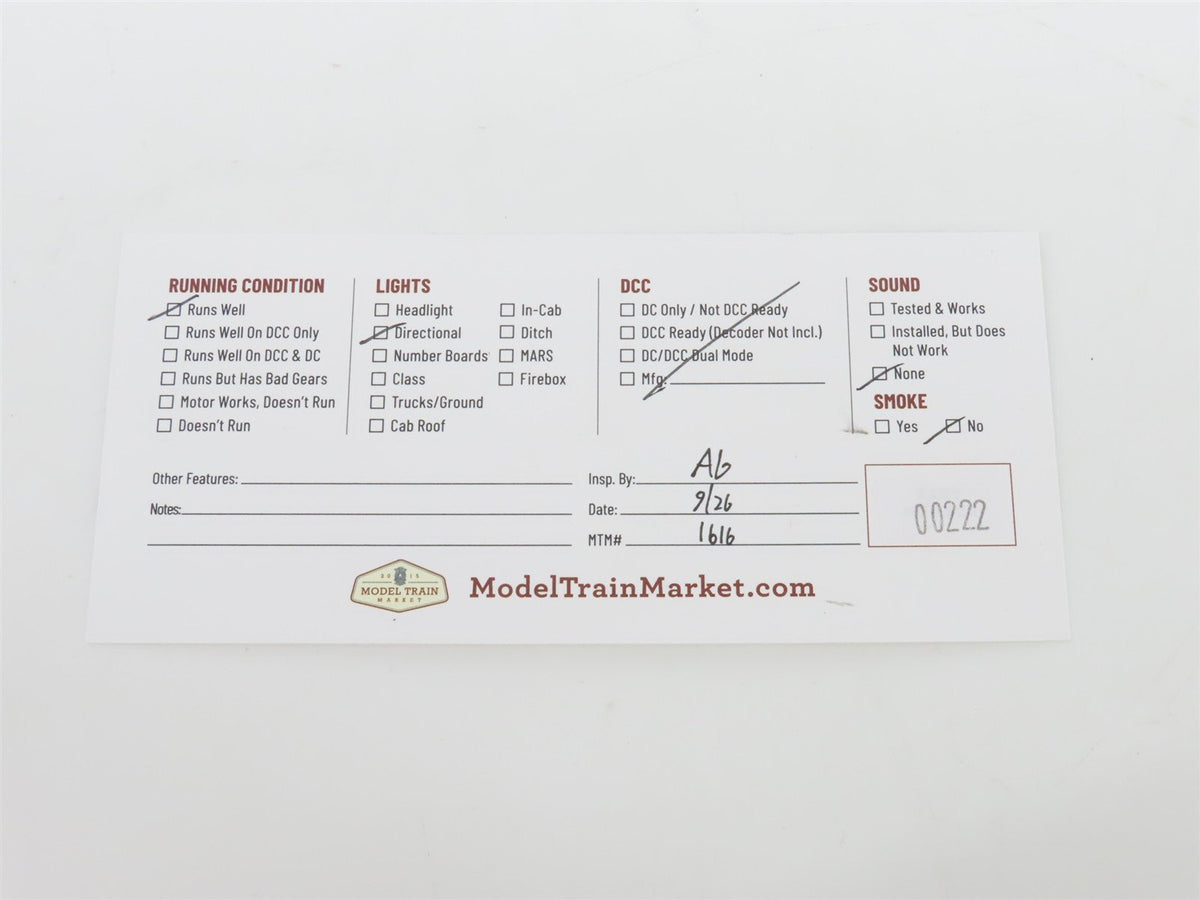 RUNNING CONDITION
Runs Well
Runs Well On DCC Only
Runs Well On DCC & DC
Runs But Has Bad Gears
Motor Works, Doesn't Run
Doesn't Run
LIGHTS
Headlight
Directional
Number Boards
Class
Trucks/Ground
Cab Roof
In-Cab
Ditch
MARS
Firebox
DCC
DC Only / Not DCC Ready
DCC Ready (Decoder Not Incl.)
DC/DCC Dual Mode
Mfg:
SOUND
Tested & Works
Installed, But Does
Not Work
None
SMOKE
Yes No
Other Features:
Notes:
Insp. By: AG
Date: 9/26
MTM# 1616
00222
2015
MODEL TRAIN
MARKET
ModelTrainMarket.com